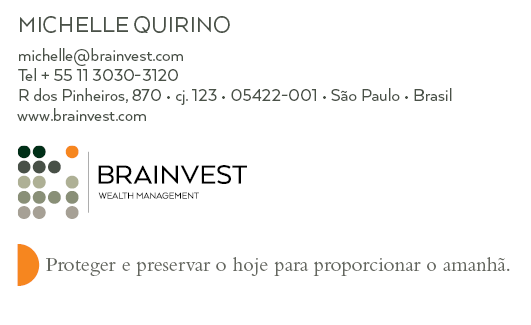 MICHELLE QUIRINO
michelle@brainvest.com
Tel + 55 11 3030-3120
R dos Pinheiros, 870 • cj. 123 • 05422-001 • São Paulo • Brasil
www.brainvest.com
BRAINVEST
WEALTH MANAGEMENT
Proteger e preservar o hoje para proporcionar o amanhã.